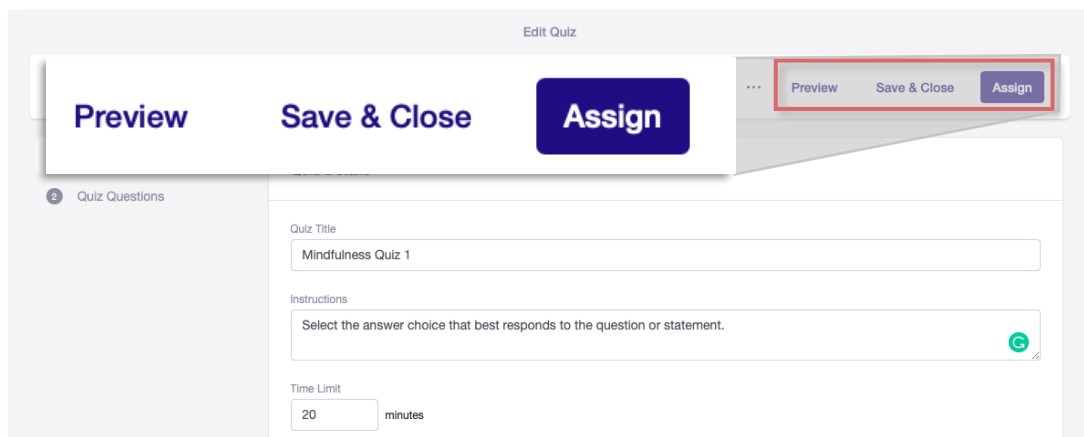 Edit Quiz
Preview Save & Close Assign
... Preview Save & Close Assign
2 Quiz Questions
Quiz Title
Mindfulness Quiz 1
Instructions
Select the answer choice that best responds to the question or statement.
Time Limit
20 minutes